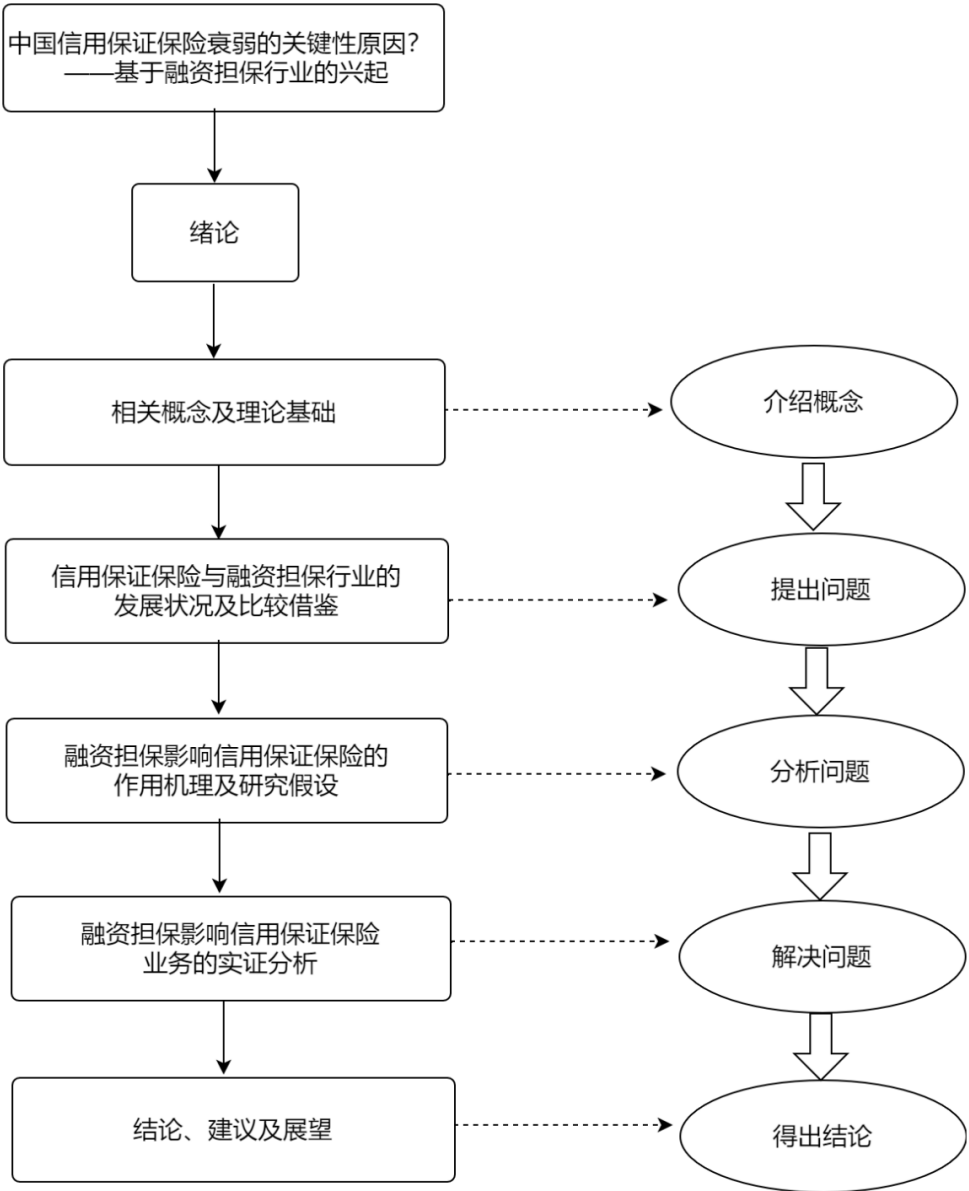 中国信用保证保险衰弱的关键性原因？
——基于融资担保行业的兴起
绪论
相关概念及理论基础
介绍概念
信用保证保险与融资担保行业的
发展状况及比较借鉴
提出问题
融资担保影响信用保证保险的
作用机理及研究假设
分析问题
融资担保影响信用保证保险
业务的实证分析
解决问题
结论、建议及展望
得出结论